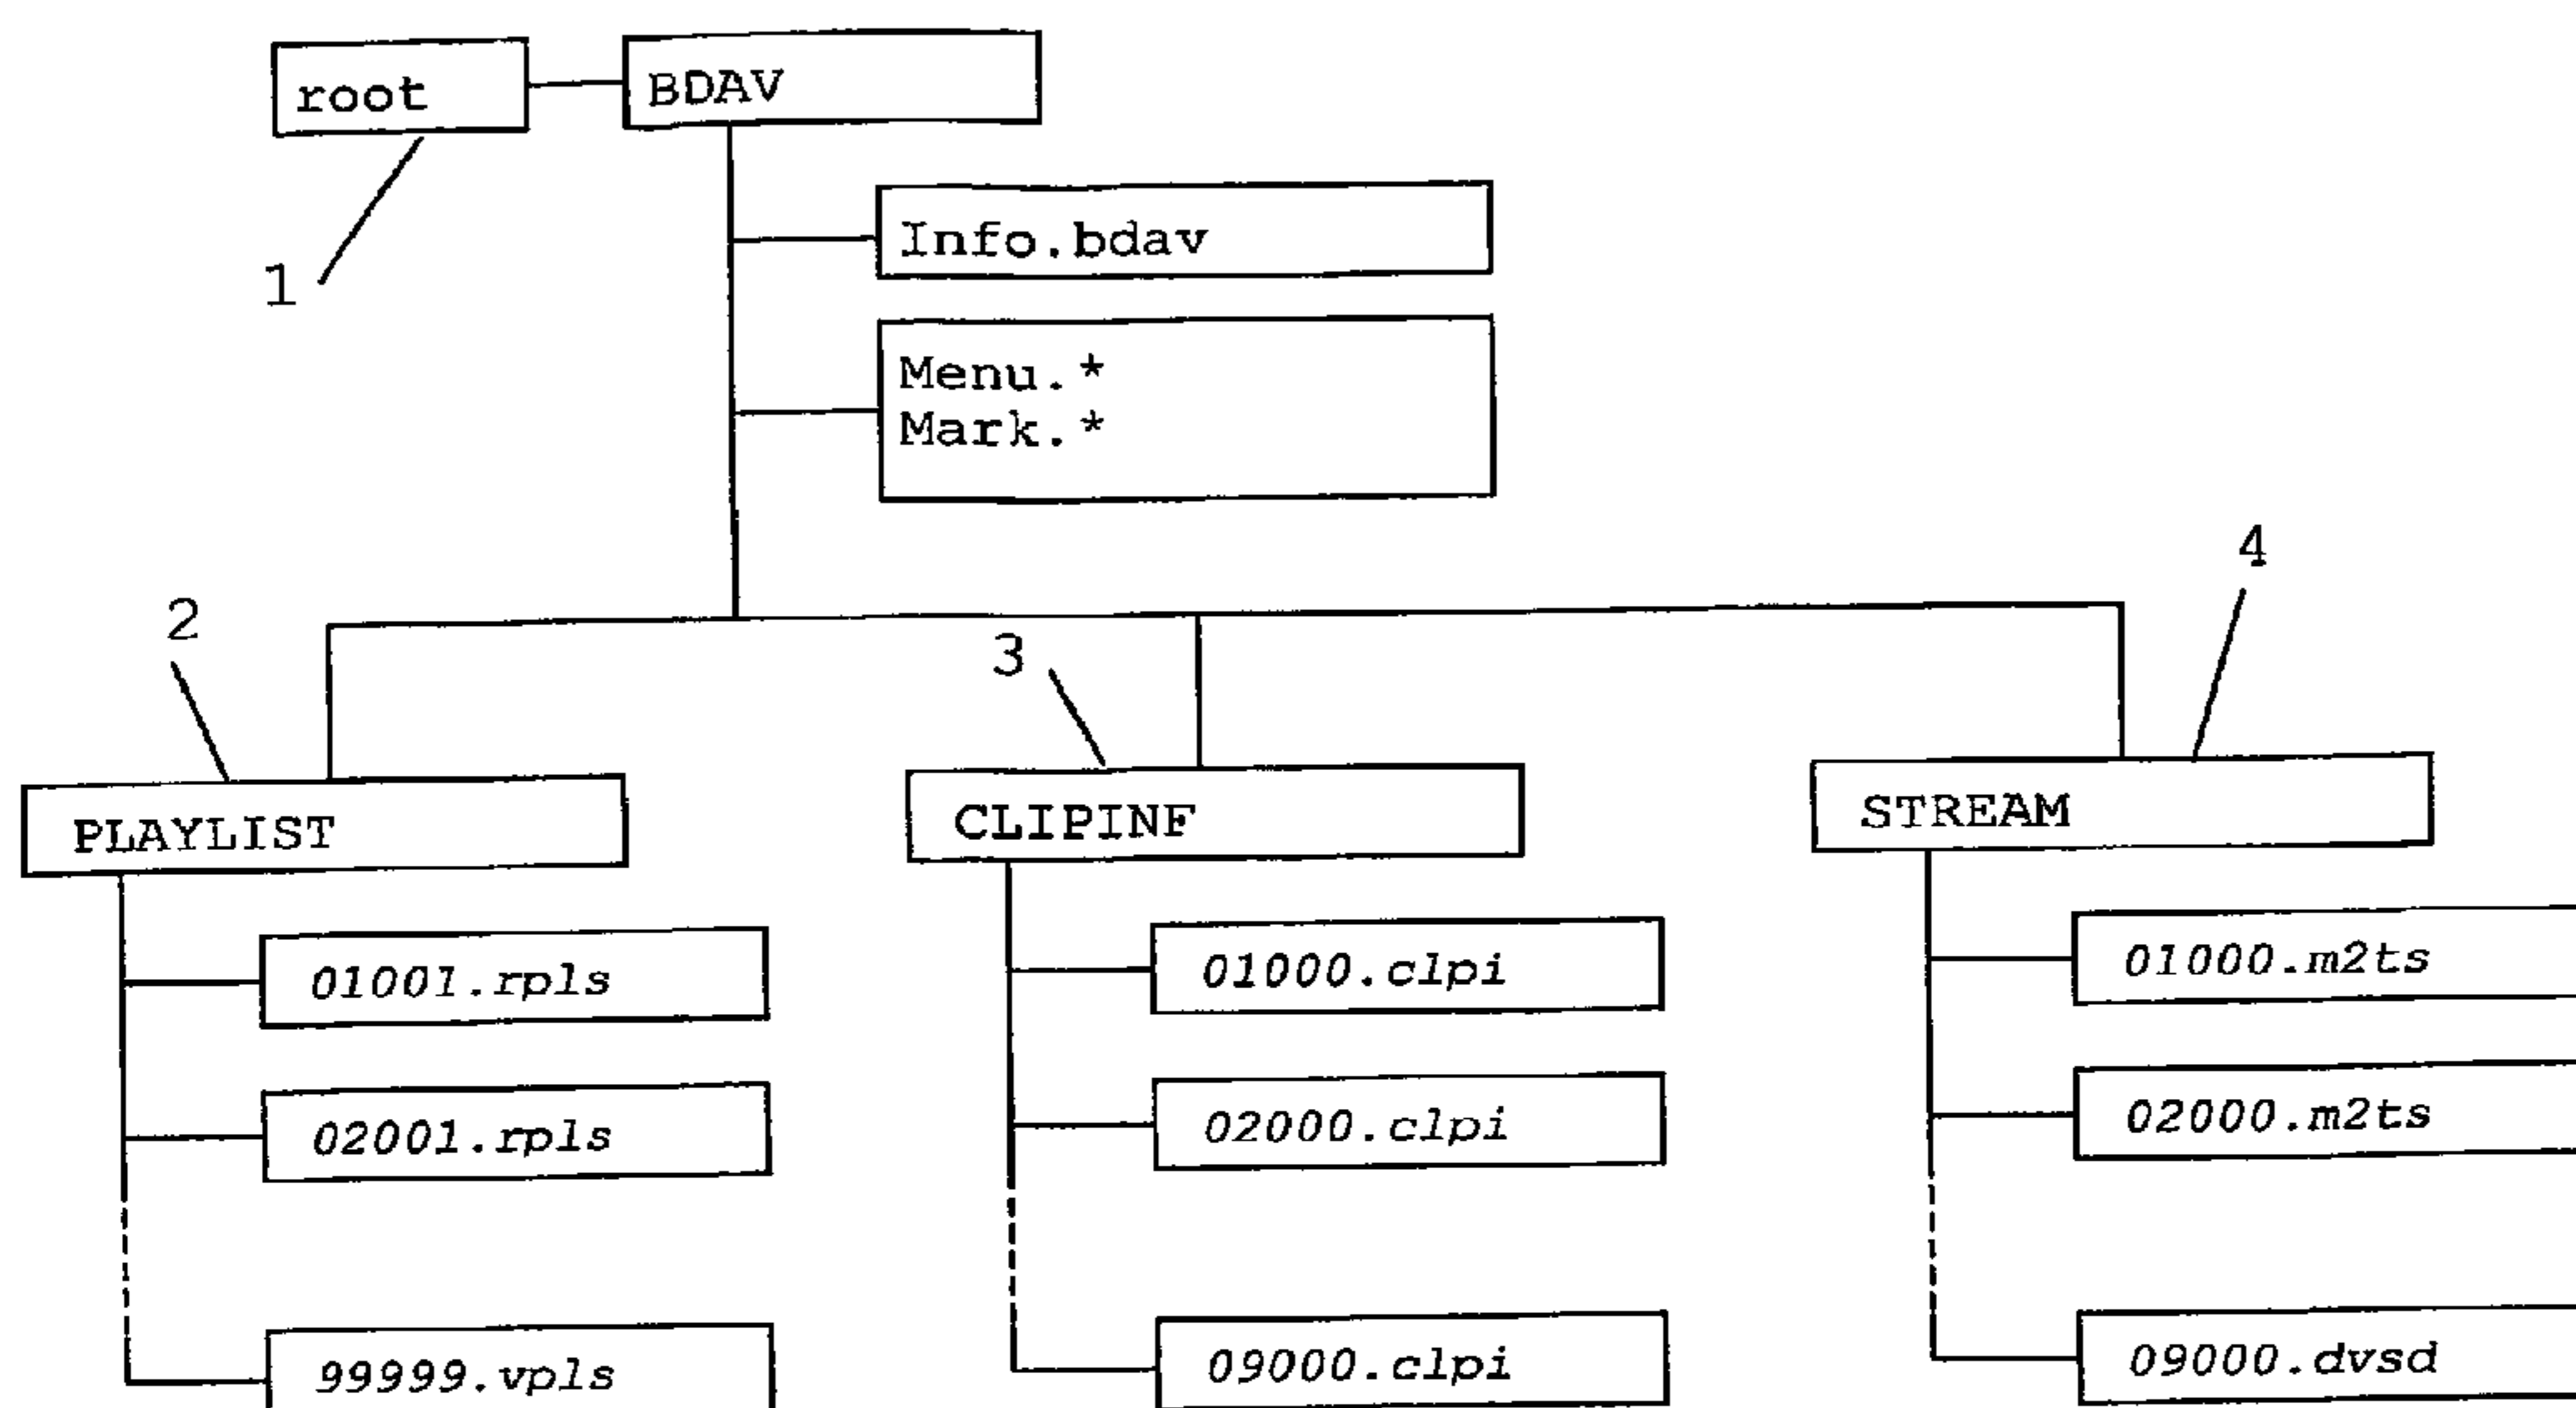 root
BDAV
1
Info.bdav
Menu.*
Mark.*
2
3
4
PLAYLIST
CLIPINF
STREAM
01001.rpls
01000.clpi
01000.m2ts
02001.rpls
02000.clpi
02000.m2ts
99999.vpls
09000.clpi
09000.dvsd